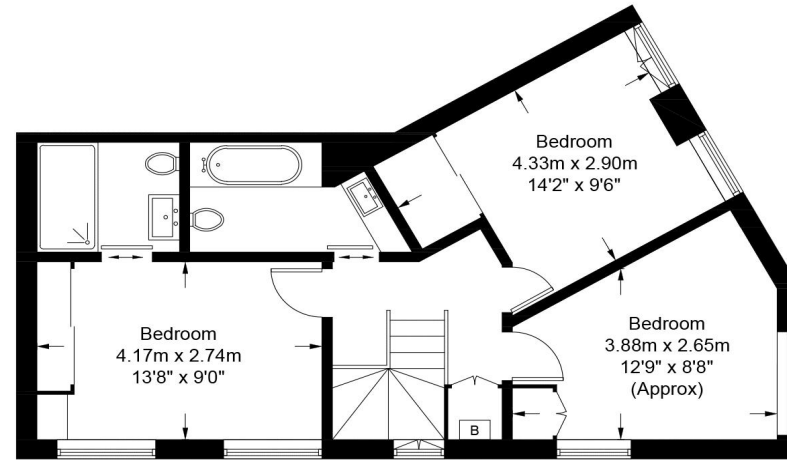 Bedroom
4.33m x 2.90m
14'2" x 9'6"
Bedroom
4.17m x 2.74m
13'8" x 9'0"
Bedroom
3.88m x 2.65m
12'9" x 8'8"
(Approx)
B